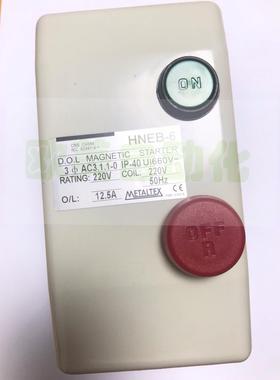 ON
HNEB-6
D.O.L MAGNETIC STARTER
3 φ AC3 1.1-0 IP-40 Ui660V~
RATING: 220V COIL: 220V
50Hz
O/L: 12.5A METALTEX CE
OFF
R